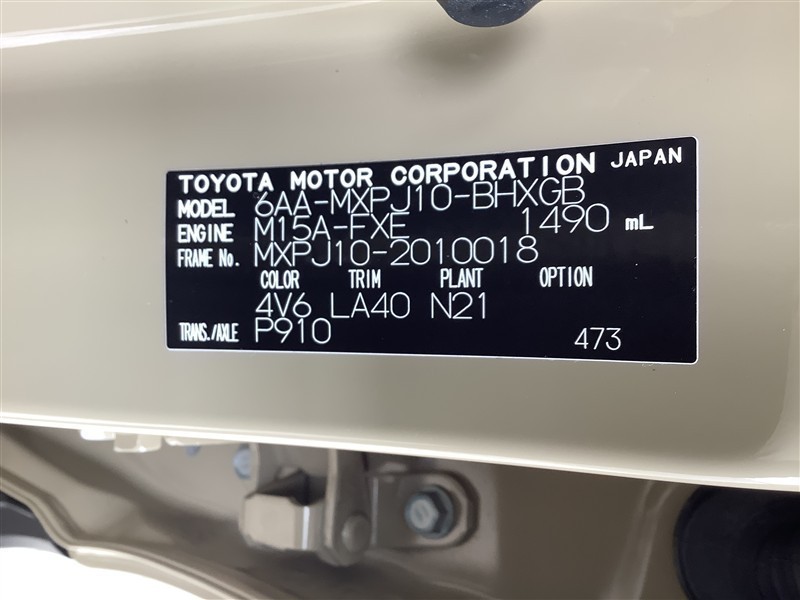 TOYOTA MOTOR CORPORATION JAPAN
MODEL 6AA-MXPJ10-BHXGB
ENGINE M15A-FXE 1490 mL
FRAME No. MXPJ10-2010018
COLOR TRIM PLANT OPTION
4V6 LA40 N21
TRANS./AXLE P910 473